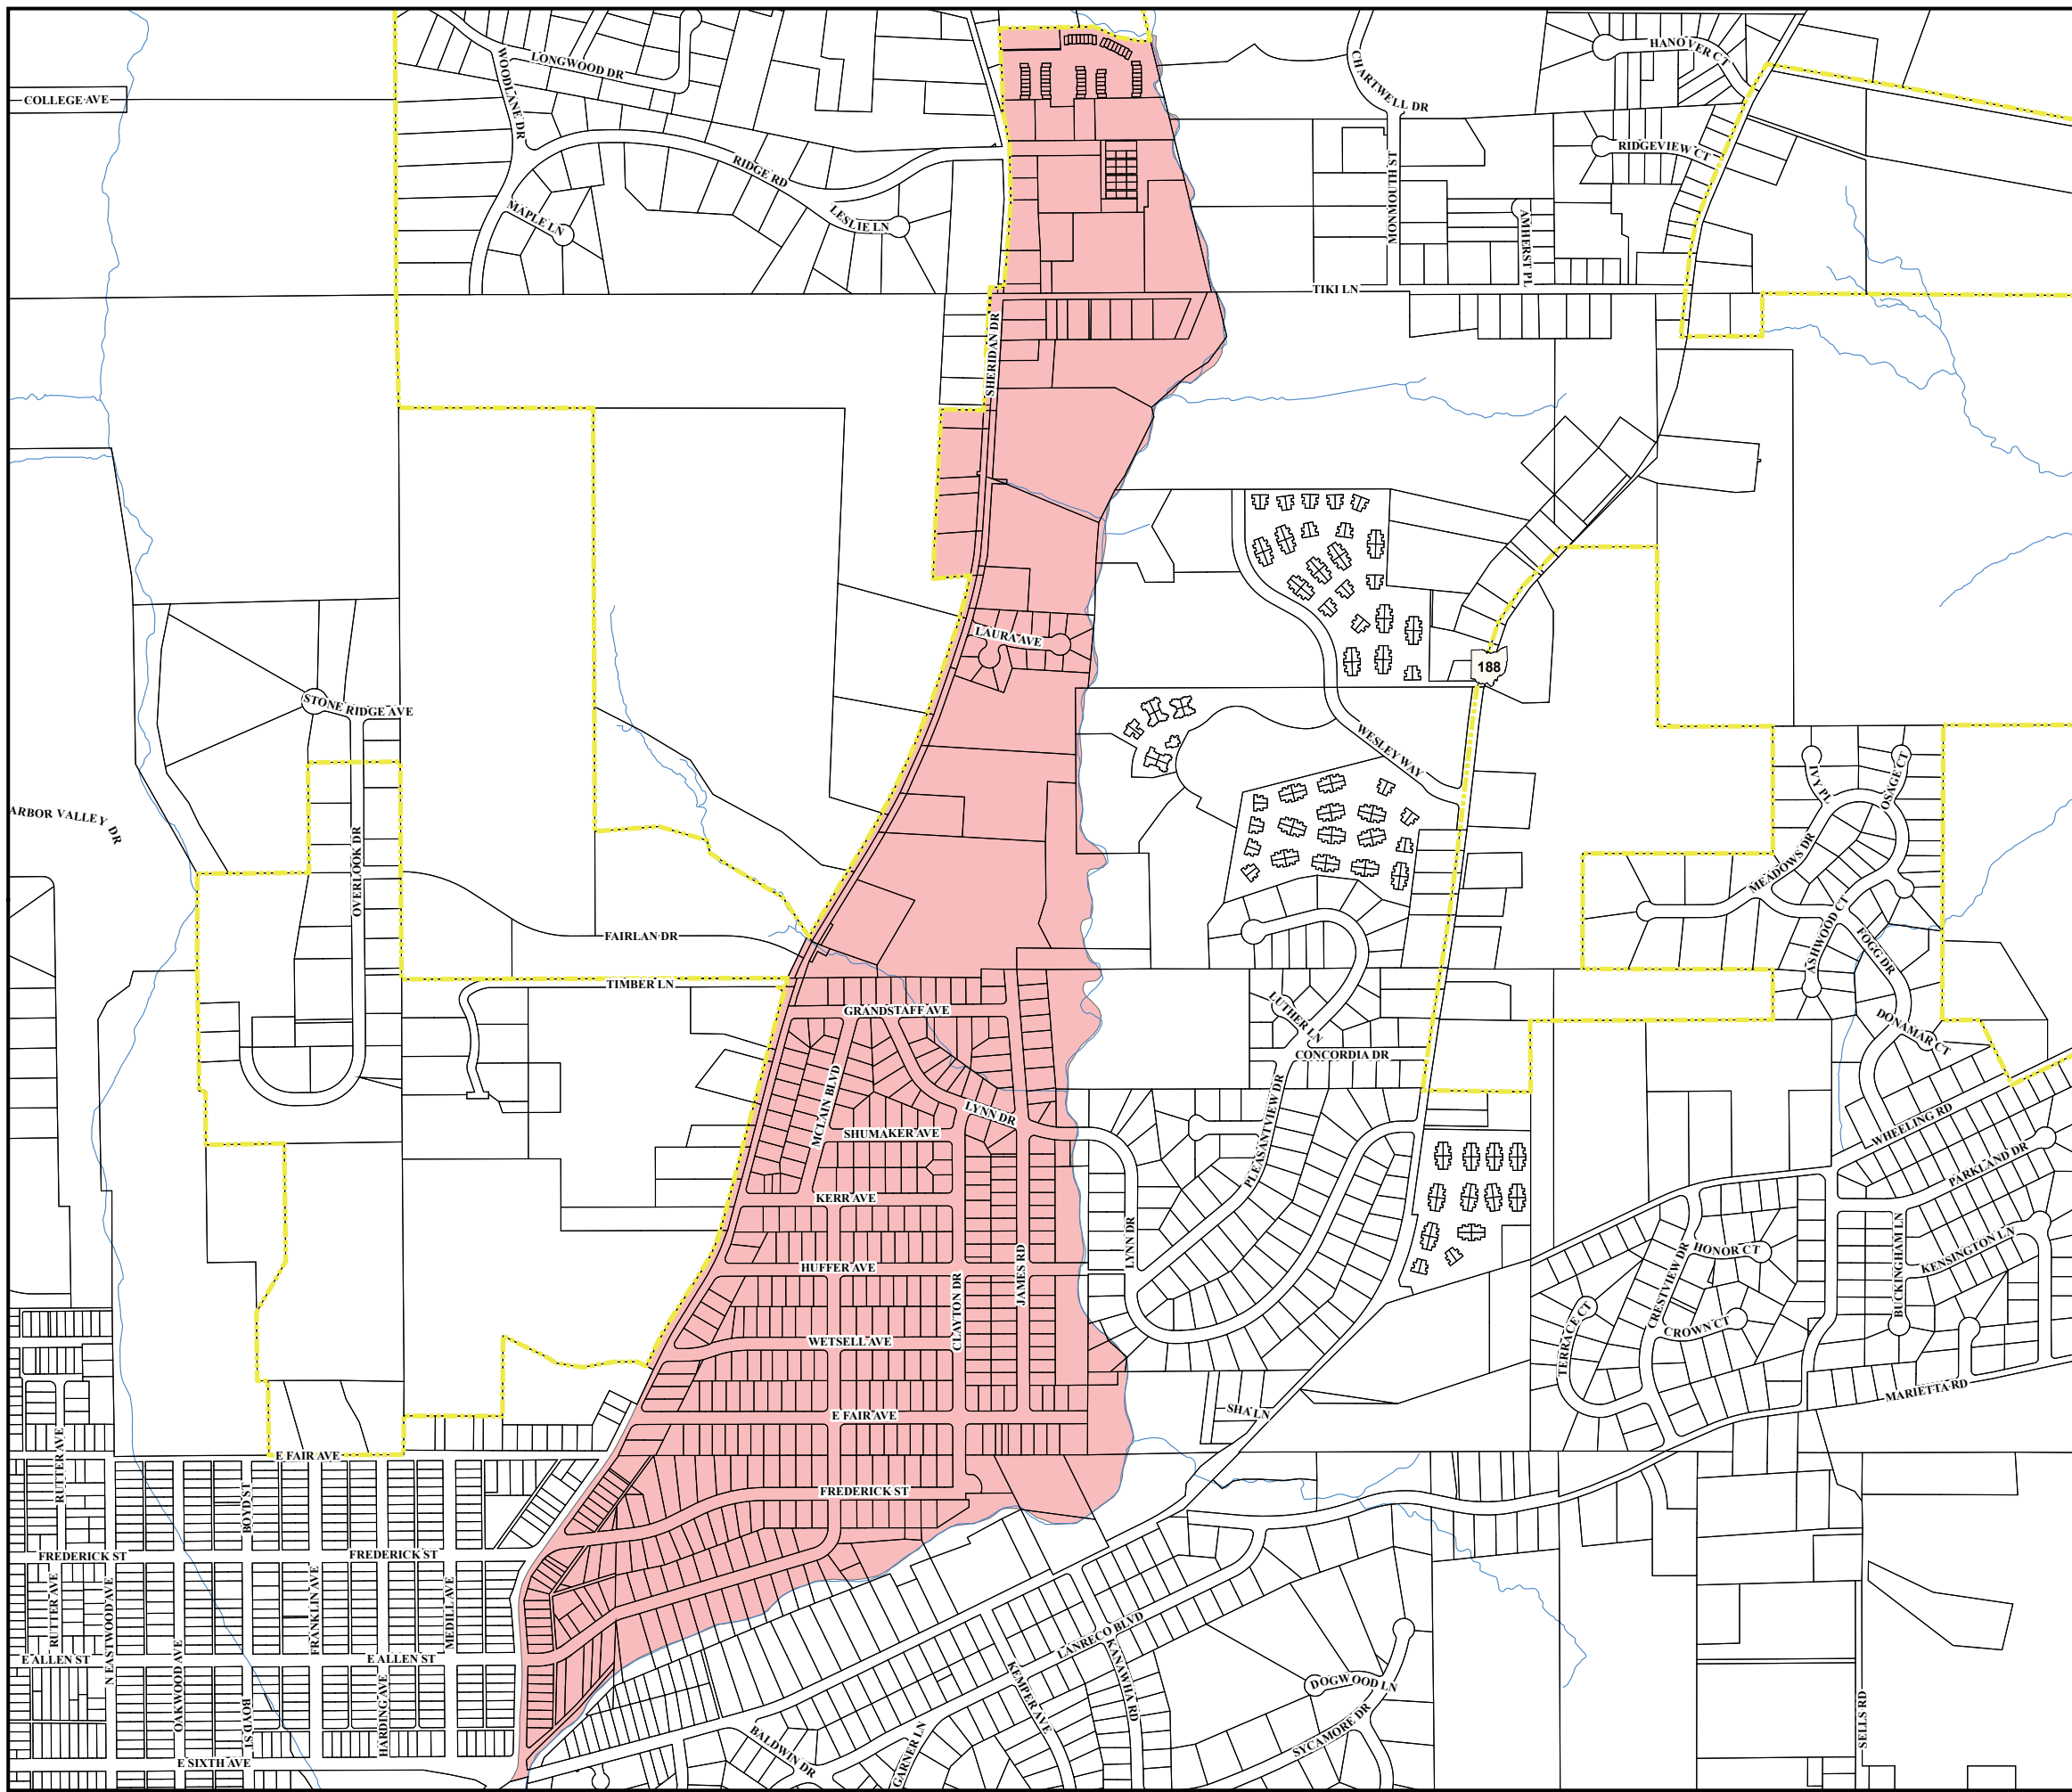 HANOVER CT
LONGWOOD DR
WOODLANE DR
CHARTWELL DR
COLLEGE AVE
RIDGEVIEW CT
RIDGE RD
MONMOUTH ST
MAPLE LN
LESLIE LN
AMHERST PL
TIKI LN
SHERIDAN DR
LAURA AVE
188
STONE RIDGE AVE
WESLEY WAY
IVY PL
OSAGE CT
ARBOR VALLEY DR
OVERLOOK DR
MEADOWS DR
FAIRLAN DR
ASHWOOD CT
FOGG DR
TIMBER LN
GRANDSTAFF AVE
LUTHER LN
DONAMAR CT
CONCORDIA DR
MCLAIN BLVD
LYNN DR
PLEASANTVIEW DR
WHEELING RD
SHUMAKER AVE
PARKLAND DR
KERR AVE
LYNN DR
BUCKINGHAM LN
KENSINGTON LN
HONOR CT
HUFFER AVE
JAMES RD
CRESTVIEW DR
CLAYTON DR
WETSELL AVE
TERRACE CT
CROWN CT
MARIETTA RD
E FAIR AVE
SHA LN
E FAIR AVE
RUTTER AVE
BOYD ST
FREDERICK ST
FREDERICK ST
FREDERICK ST
RUTTER AVE
N EASTWOOD AVE
FRANKLIN AVE
MEDILL AVE
LANRECO BLVD
E ALLEN ST
E ALLEN ST
OAKWOOD AVE
BOYD ST
HARDING AVE
KEMPER AVE
KANAWHA RD
DOGWOOD LN
SYCAMORE DR
SELLS RD
BALDWIN DR
GARNER LN
E SIXTH AVE